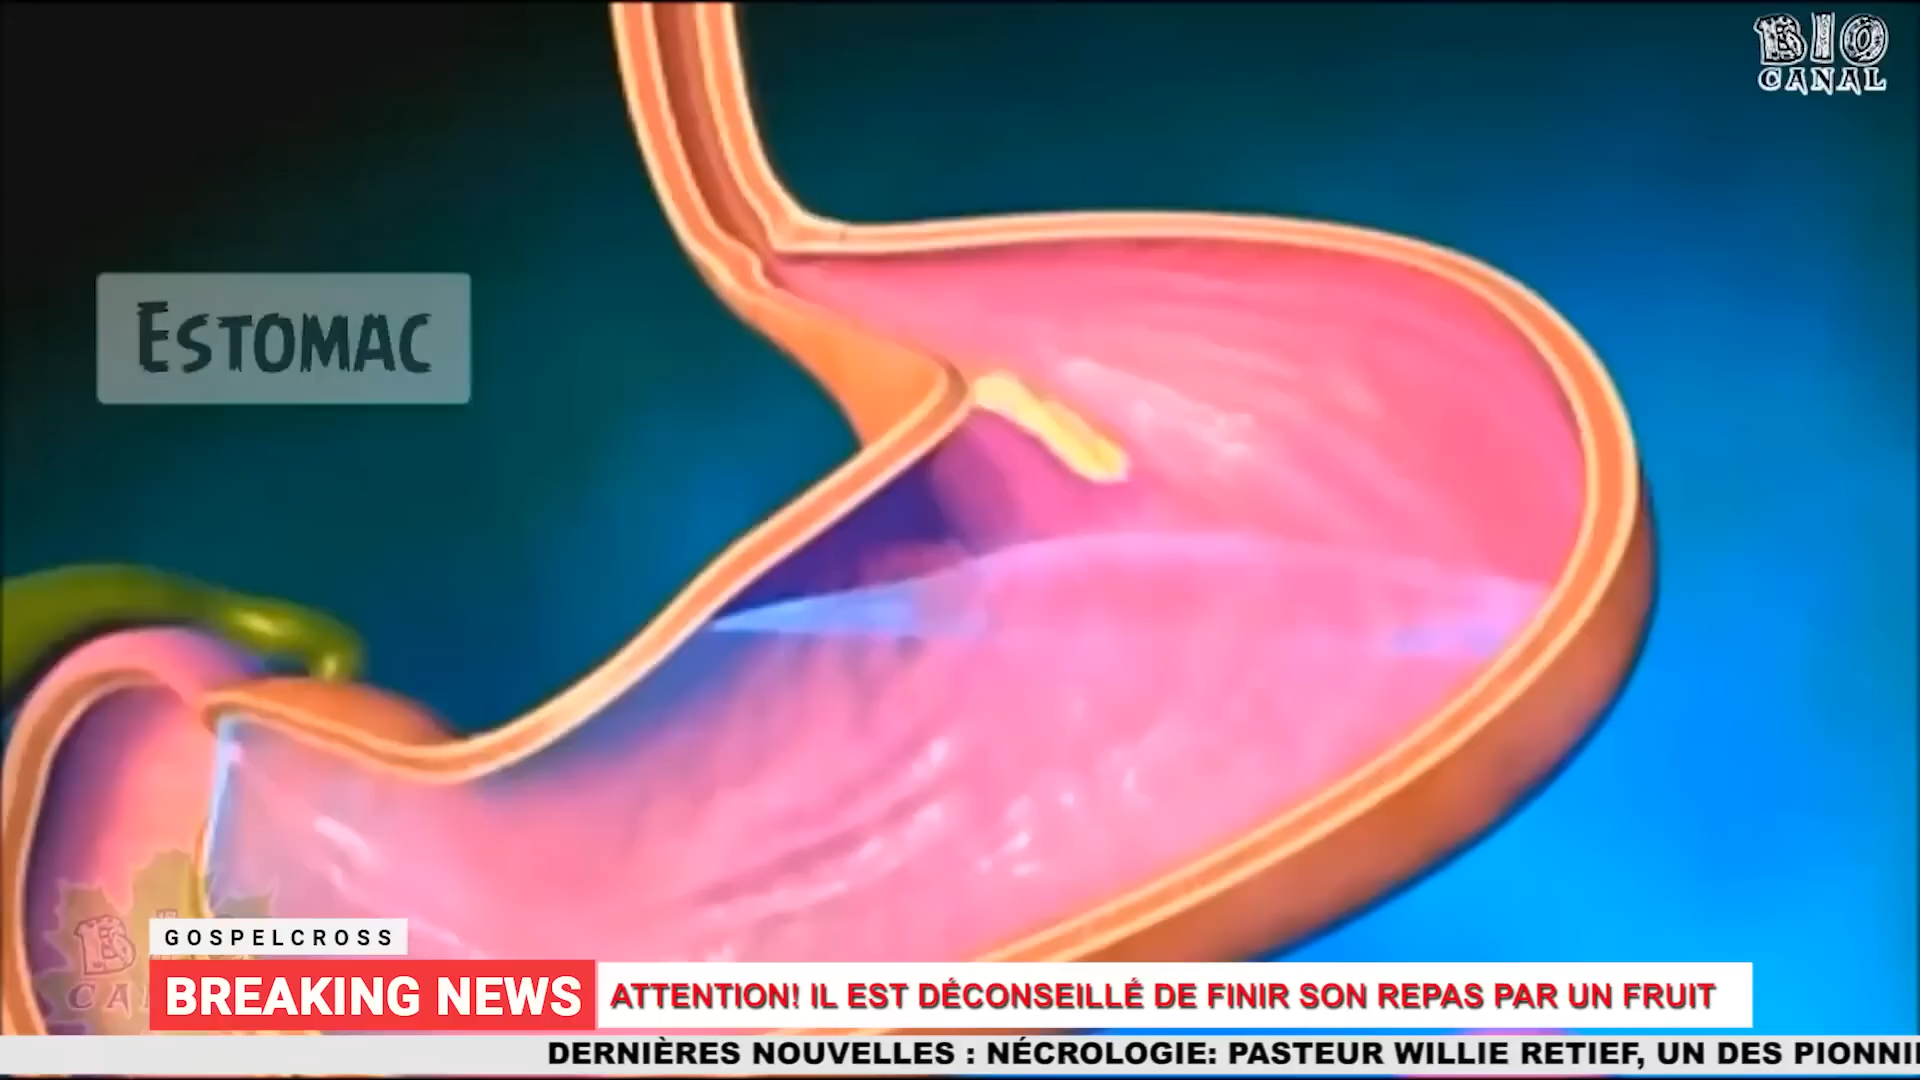 BIO
CANAL
ESTOMAC
GOSPELCROSS
BREAKING NEWS
ATTENTION! IL EST DÉCONSEILLÉ DE FINIR SON REPAS PAR UN FRUIT
DERNIÈRES NOUVELLES : NÉCROLOGIE: PASTEUR WILLIE RETIEF, UN DES